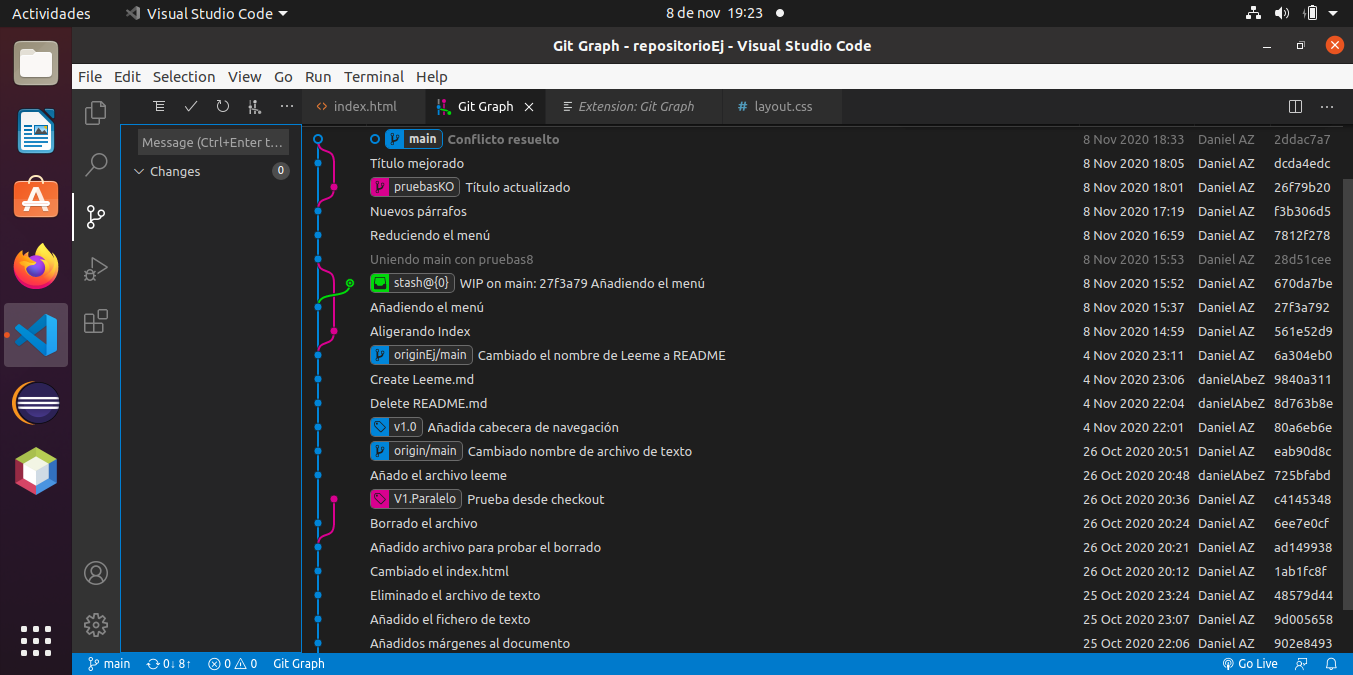 Actividades Visual Studio Code 8 de nov 19:23
Git Graph - repositorioEj - Visual Studio Code
File Edit Selection View Go Run Terminal Help
index.html Git Graph Extension: Git Graph layout.css
Message (Ctrl+Enter t...
Changes 0
main Conflicto resuelto 8 Nov 2020 18:33 Daniel AZ 2ddac7a7
Título mejorado 8 Nov 2020 18:05 Daniel AZ dcda4edc
pruebasKO Título actualizado 8 Nov 2020 18:01 Daniel AZ 26f79b20
Nuevos párrafos 8 Nov 2020 17:19 Daniel AZ f3b306d5
Reduciendo el menú 8 Nov 2020 16:59 Daniel AZ 7812f278
Uniendo main con pruebas8 8 Nov 2020 15:53 Daniel AZ 28d51cee
stash@{0} WIP on main: 27f3a79 Añadiendo el menú 8 Nov 2020 15:52 Daniel AZ 670da7be
Añadiendo el menú 8 Nov 2020 15:37 Daniel AZ 27f3a792
Aligerando Index 8 Nov 2020 14:59 Daniel AZ 561e52d9
originEj/main Cambiado el nombre de Leeme a README 4 Nov 2020 23:11 Daniel AZ 6a304eb0
Create Leeme.md 4 Nov 2020 23:06 danielAbeZ 9840a311
Delete README.md 4 Nov 2020 22:04 danielAbeZ 8d763b8e
v1.0 Añadida cabecera de navegación 4 Nov 2020 22:01 Daniel AZ 80a6eb6e
origin/main Cambiado nombre de archivo de texto 26 Oct 2020 20:51 Daniel AZ eab90d8c
Añado el archivo leeme 26 Oct 2020 20:48 danielAbeZ 725bfabd
V1.Paralelo Prueba desde checkout 26 Oct 2020 20:36 Daniel AZ c4145348
Borrado el archivo 26 Oct 2020 20:24 Daniel AZ 6ee7e0cf
Añadido archivo para probar el borrado 26 Oct 2020 20:21 Daniel AZ ad149938
Cambiado el index.html 26 Oct 2020 20:12 Daniel AZ 1ab1fc8f
Eliminado el archivo de texto 25 Oct 2020 23:24 Daniel AZ 48579d44
Añadido el fichero de texto 25 Oct 2020 23:07 Daniel AZ 9d005658
Añadidos márgenes al documento 25 Oct 2020 22:06 Daniel AZ 902e8493
main 0↓ 8↑ 0 0 Git Graph Go Live